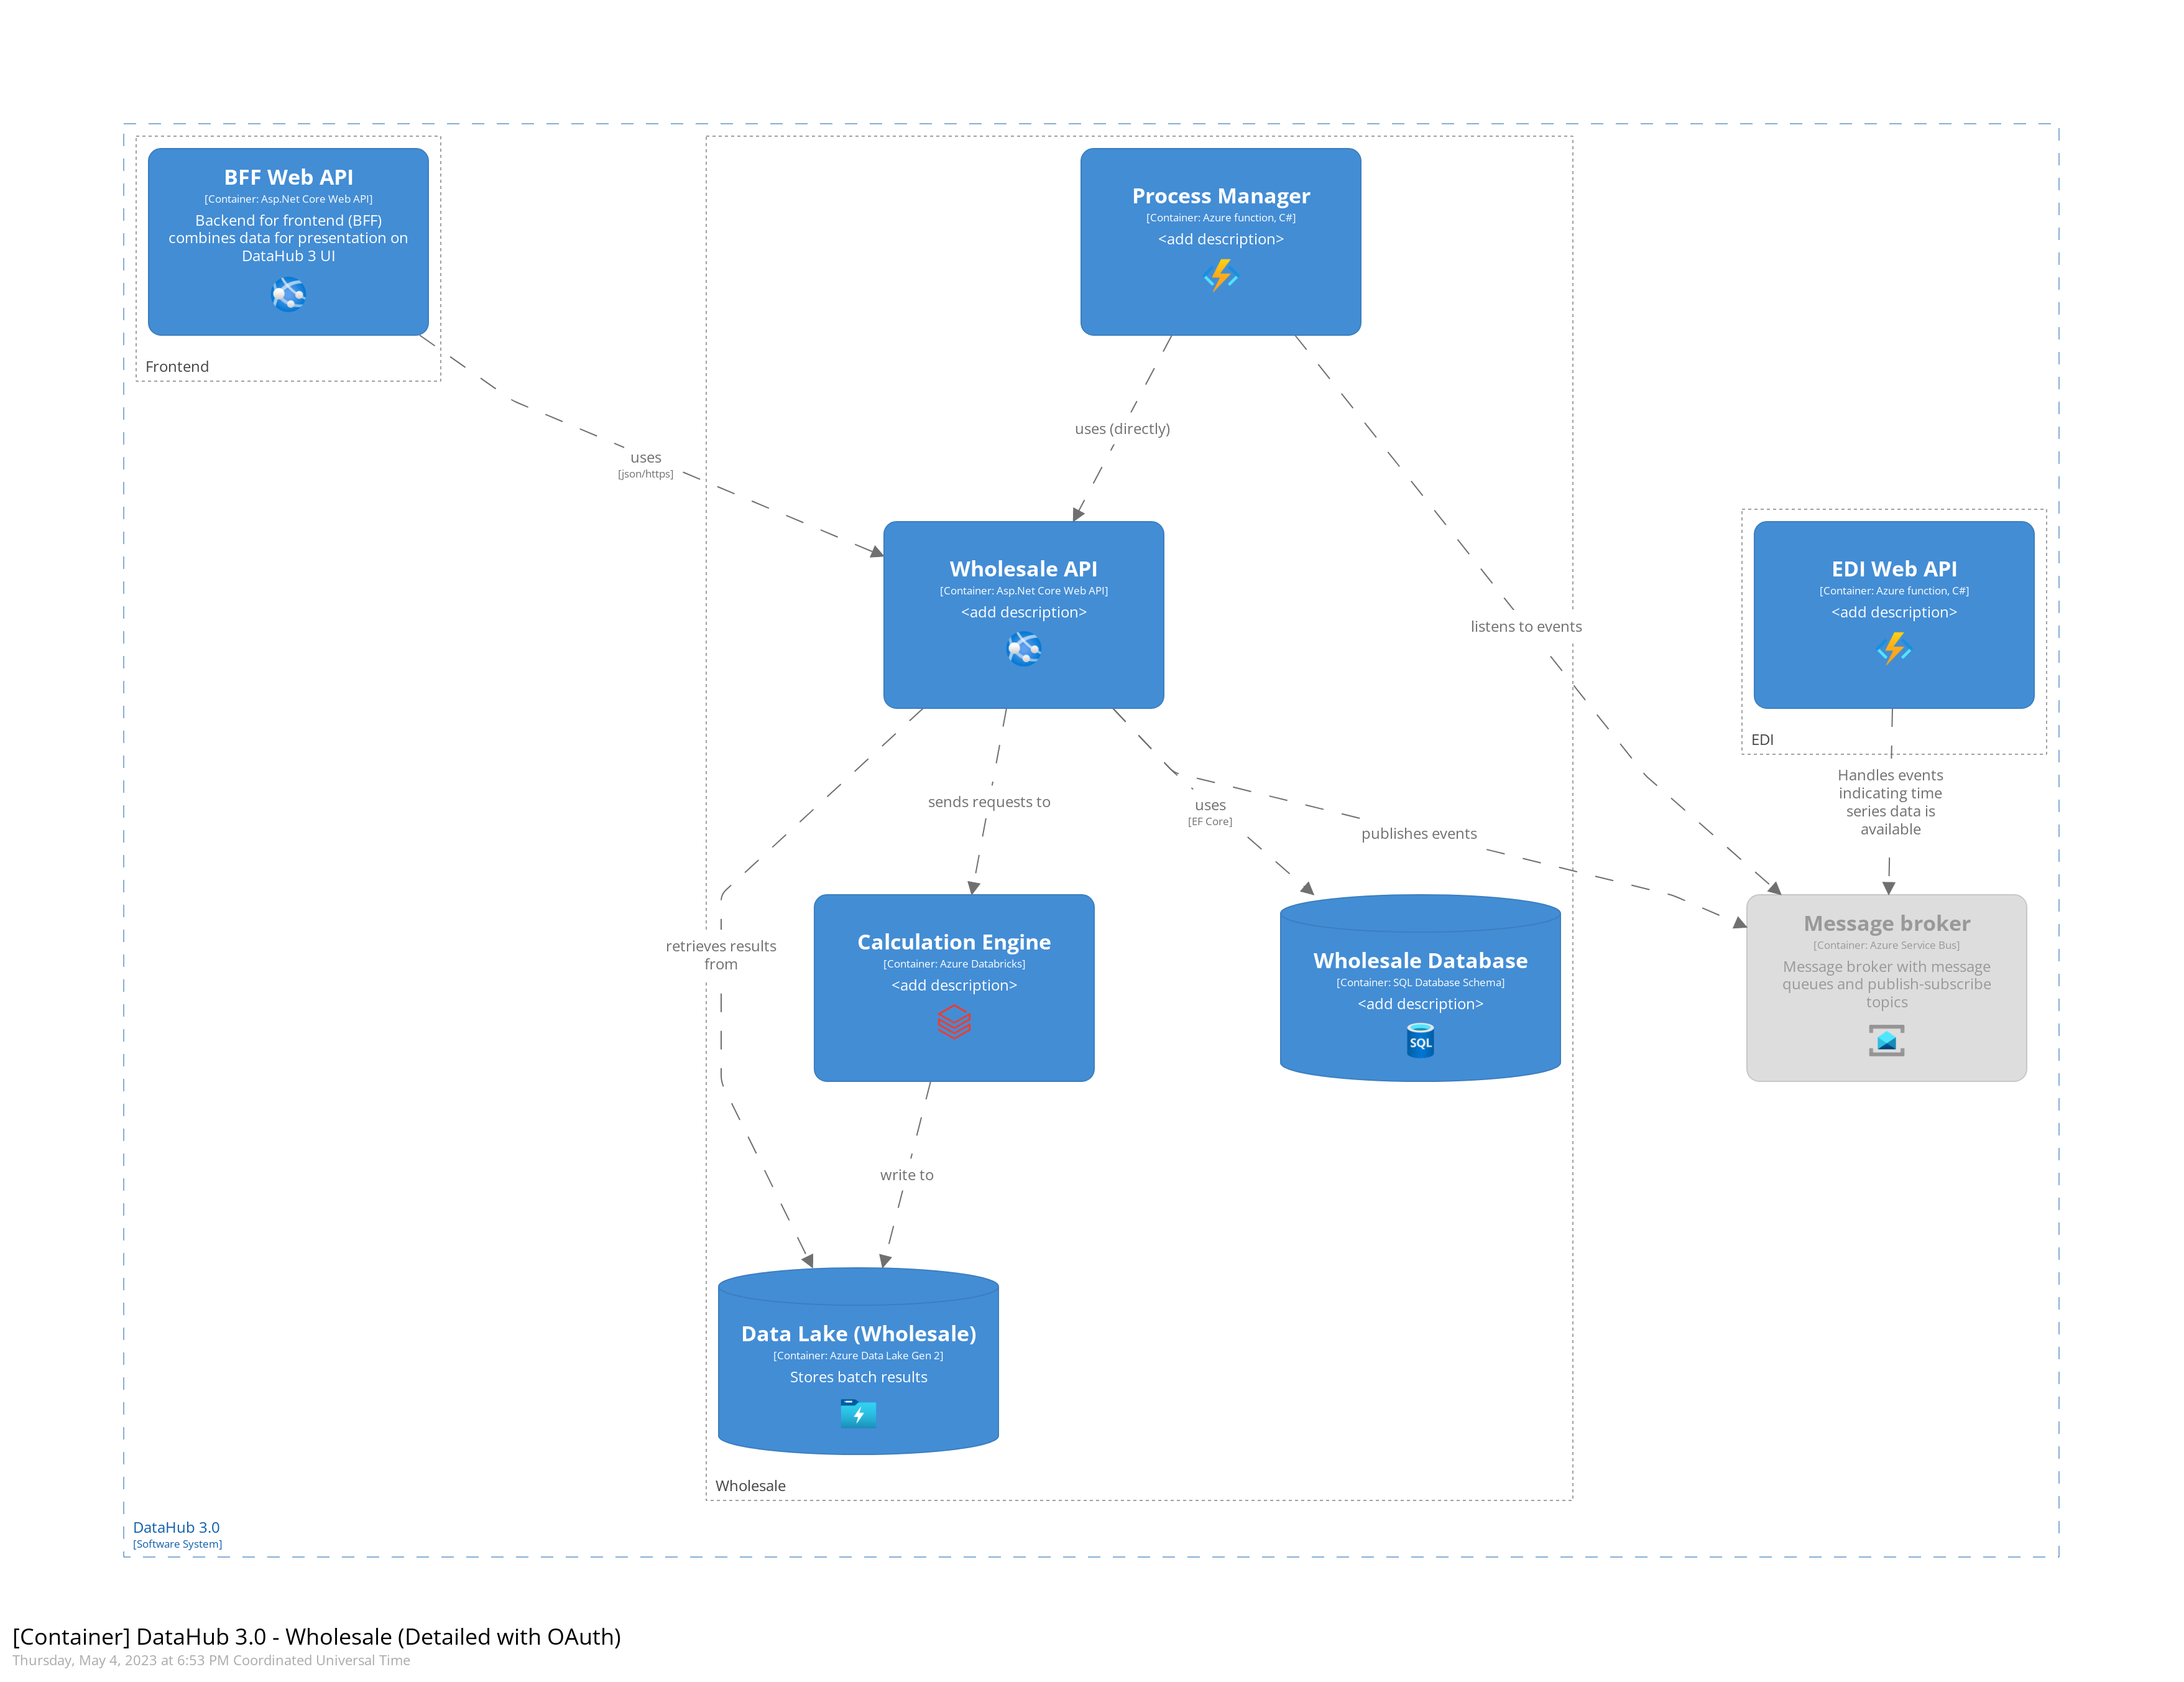 BFF Web API
[Container: Asp.Net Core Web API]
Backend for frontend (BFF)
combines data for presentation on
DataHub 3 UI
Frontend
Process Manager
[Container: Azure function, C#]
<add description>
uses (directly)
uses
[json/https]
Wholesale API
[Container: Asp.Net Core Web API]
<add description>
listens to events
EDI Web API
[Container: Azure function, C#]
<add description>
EDI
Handles events
indicating time
series data is
available
sends requests to
uses
[EF Core]
publishes events
retrieves results
from
Calculation Engine
[Container: Azure Databricks]
<add description>
Wholesale Database
[Container: SQL Database Schema]
<add description>
SQL
Message broker
[Container: Azure Service Bus]
Message broker with message
queues and publish-subscribe
topics
write to
Data Lake (Wholesale)
[Container: Azure Data Lake Gen 2]
Stores batch results
Wholesale
DataHub 3.0
[Software System]
[Container] DataHub 3.0 - Wholesale (Detailed with OAuth)
Thursday, May 4, 2023 at 6:53 PM Coordinated Universal Time